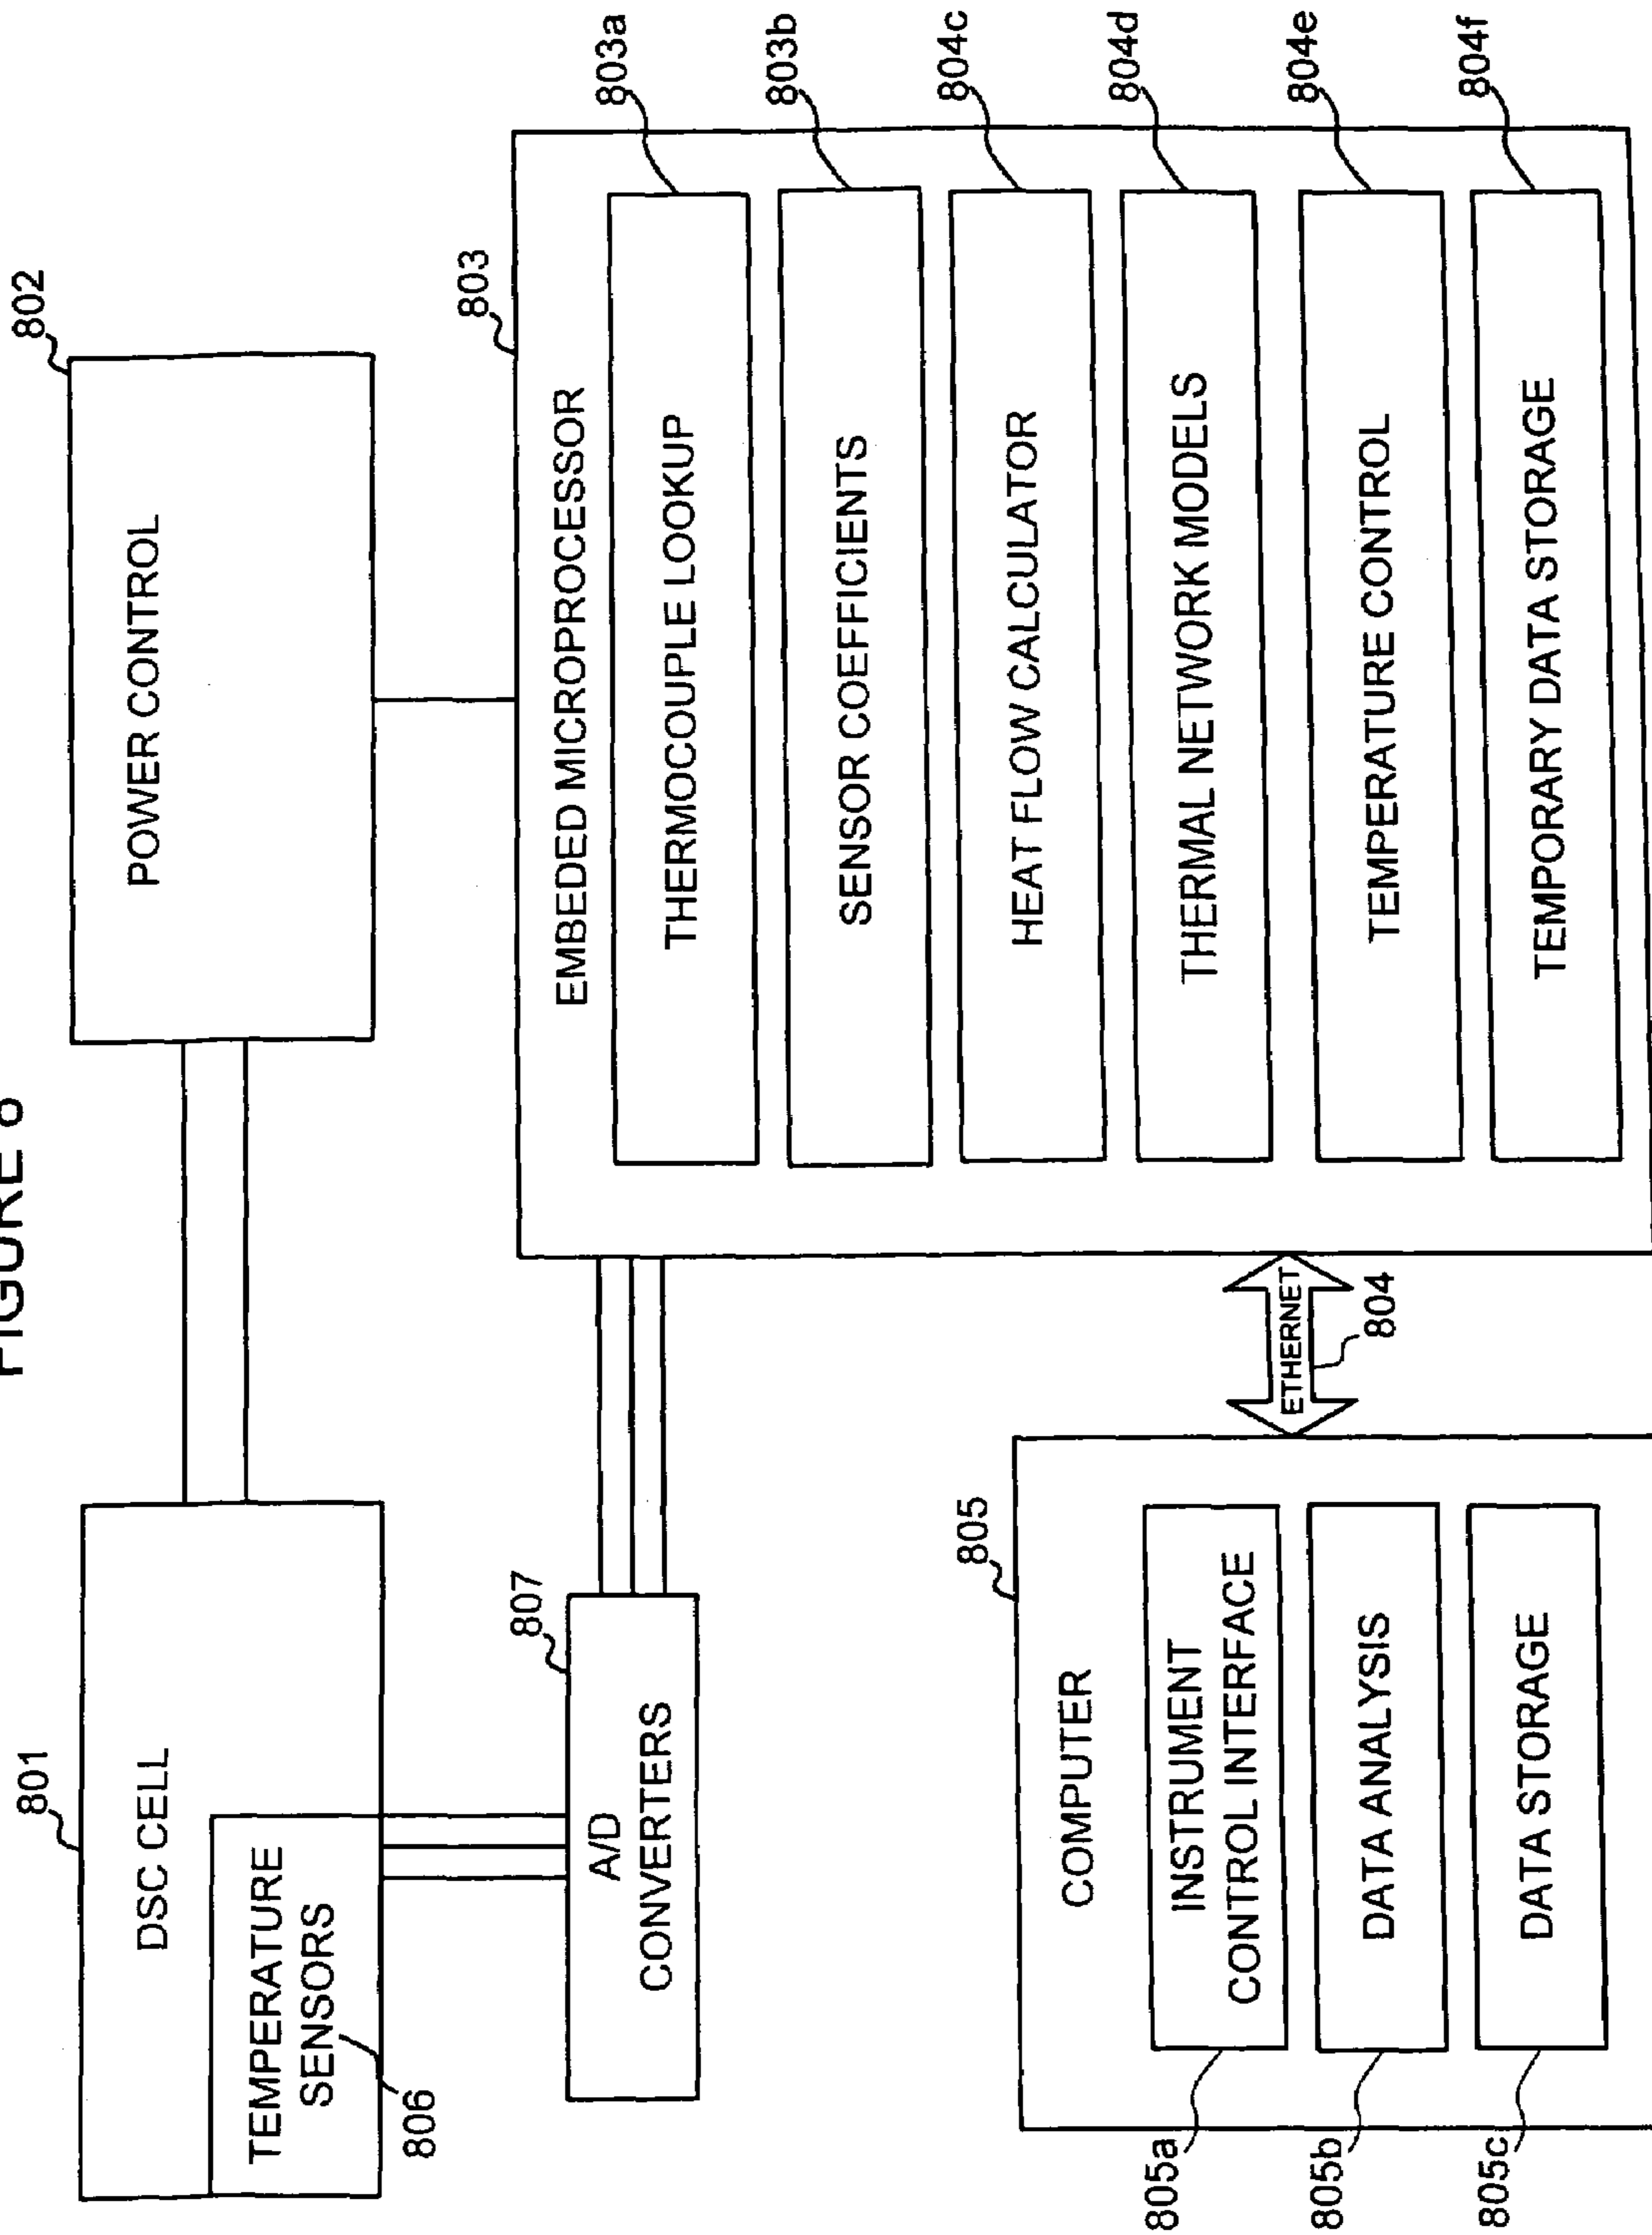 FIGURE 8
801
DSC CELL
TEMPERATURE
SENSORS
806
802
POWER CONTROL
807
A/D
CONVERTERS
803
EMBEDED MICROPROCESSOR
THERMOCOUPLE LOOKUP
803a
SENSOR COEFFICIENTS
803b
HEAT FLOW CALCULATOR
804c
THERMAL NETWORK MODELS
804d
TEMPERATURE CONTROL
804e
TEMPORARY DATA STORAGE
804f
ETHERNET
804
805
COMPUTER
INSTRUMENT
CONTROL INTERFACE
805a
DATA ANALYSIS
805b
DATA STORAGE
805c